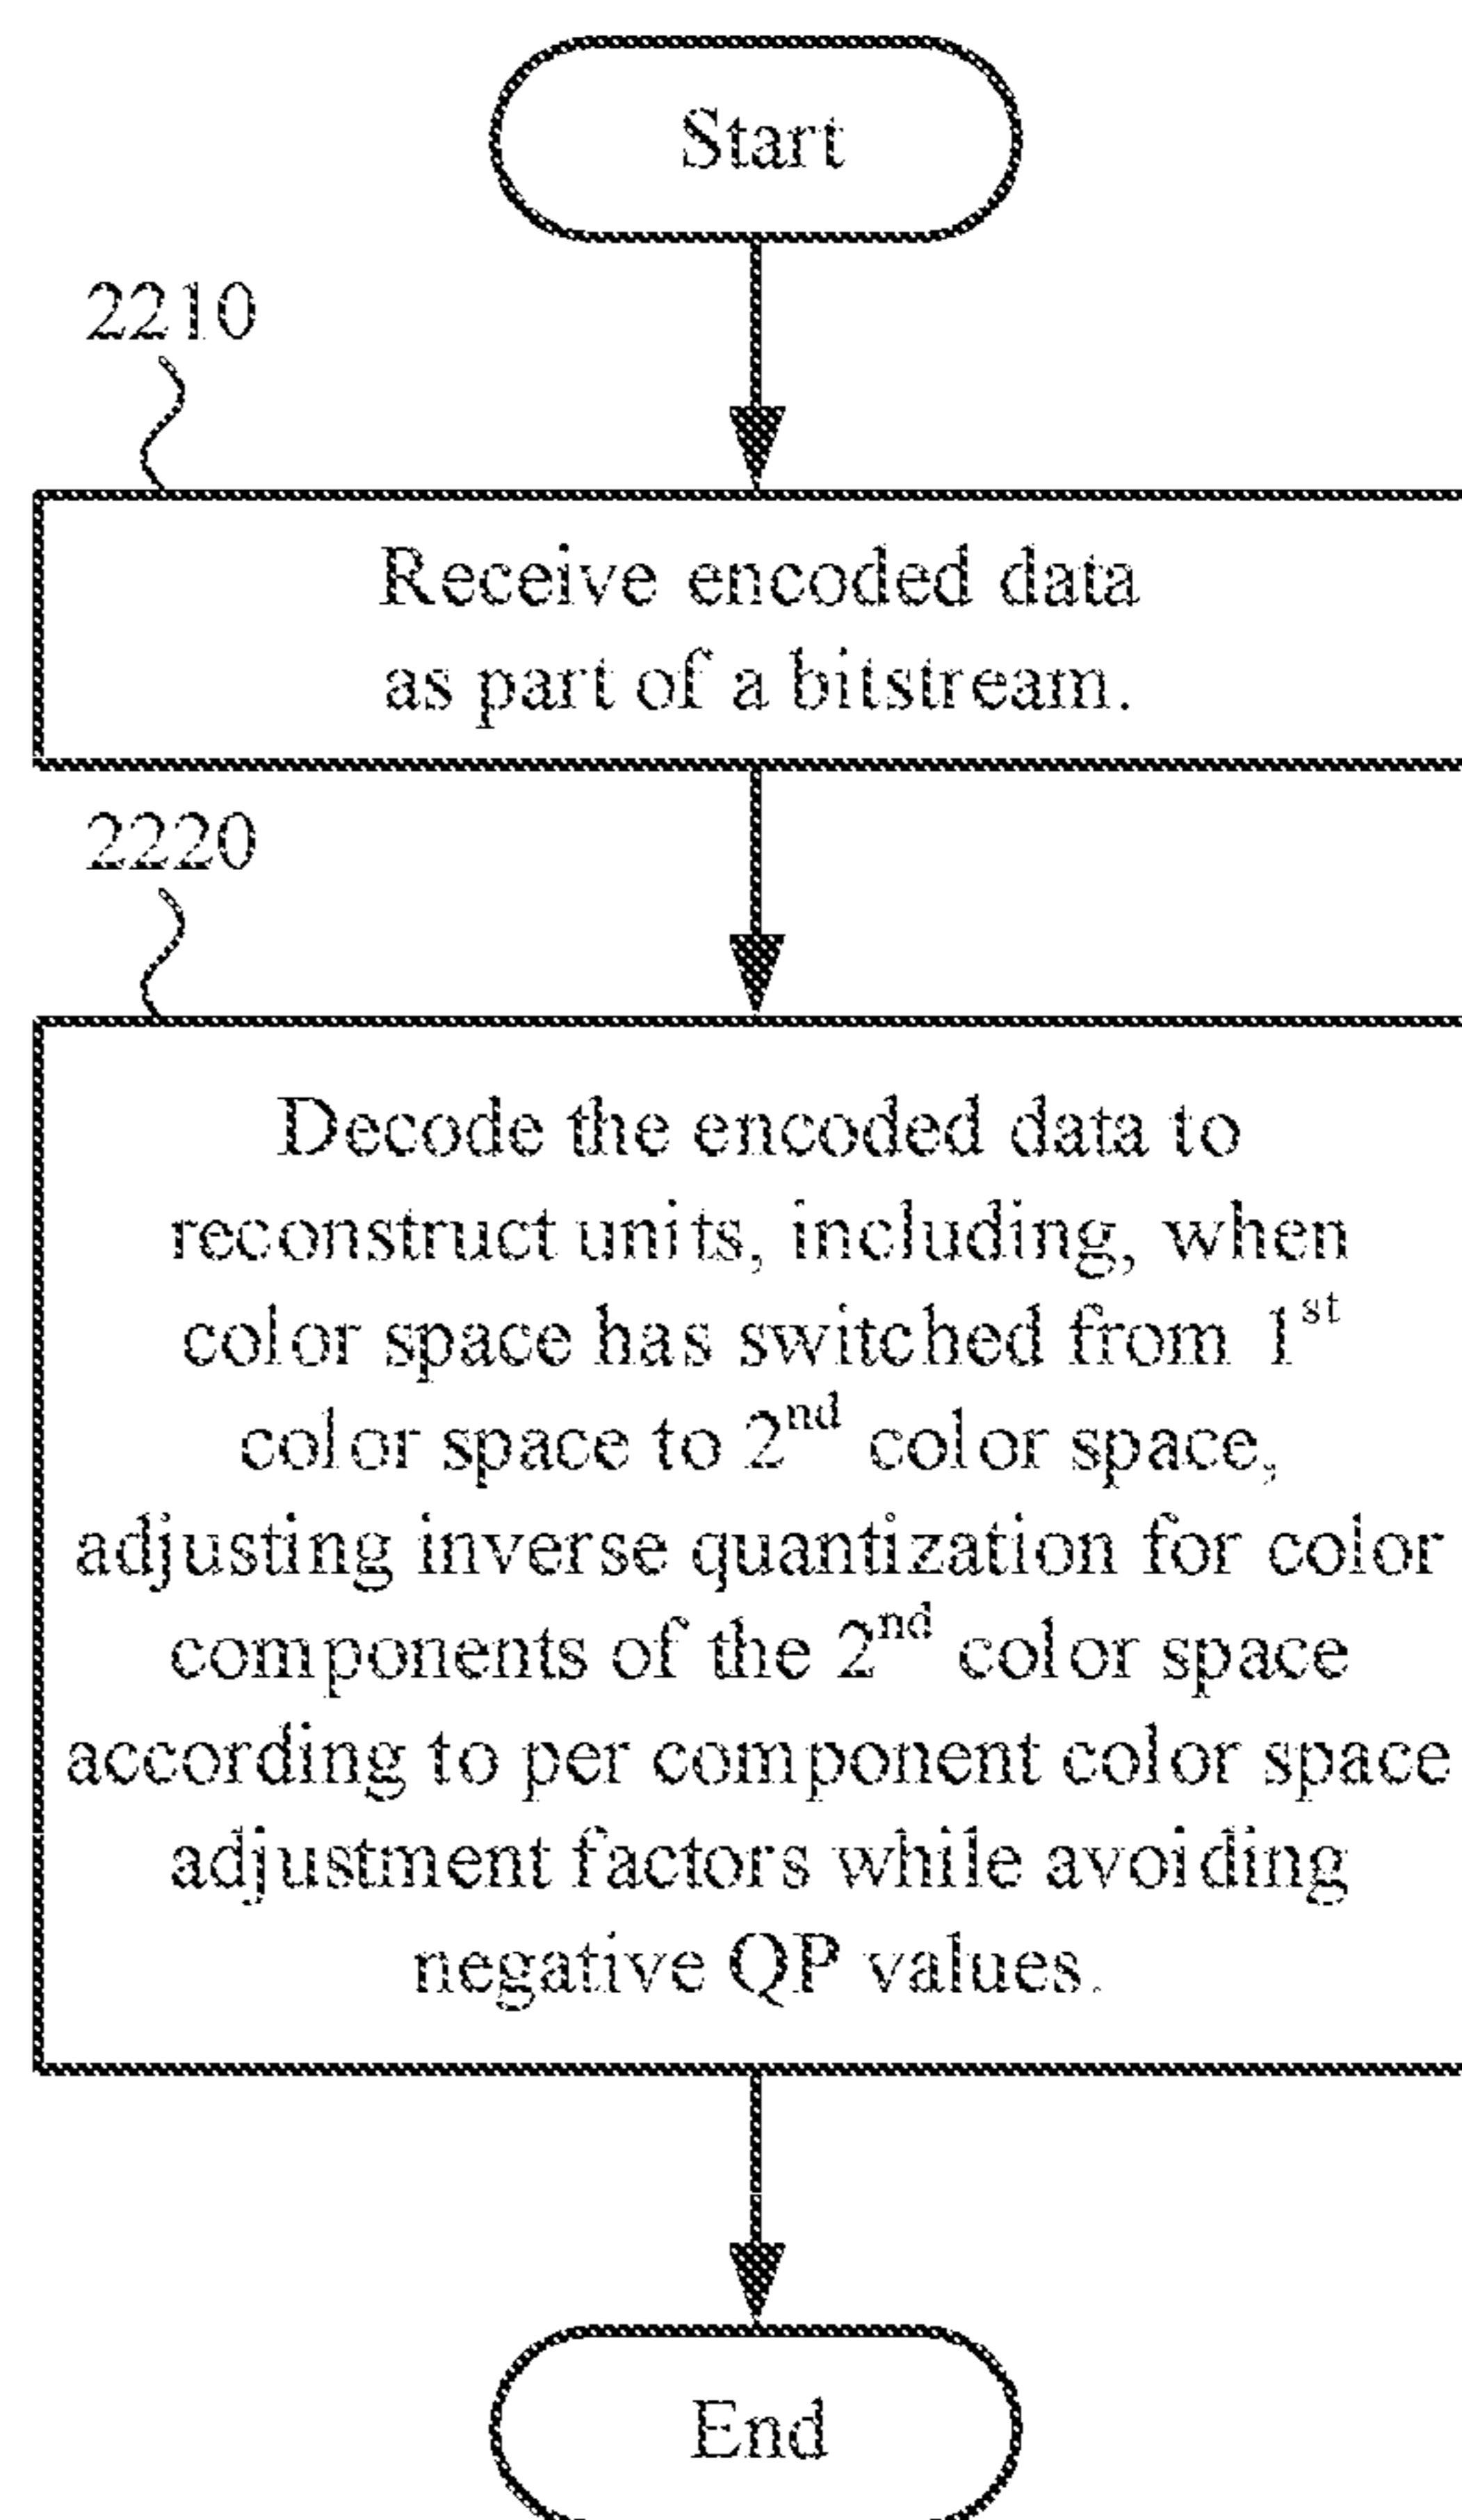 Start
2210
Receive encoded data
as part of a bitstream.
2220
Decode the encoded data to
reconstruct units, including, when
color space has switched from 1st
color space to 2nd color space,
adjusting inverse quantization for color
components of the 2nd color space
according to per component color space
adjustment factors while avoiding
negative QP values.
End